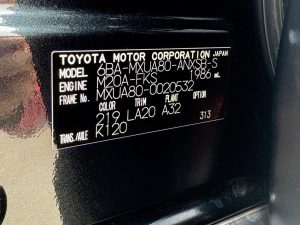 TOYOTA MOTOR CORPORATION JAPAN
MODEL 6BA-MXUA80-ANXSB-S
ENGINE M20A-FKS 1986 mL
FRAME No. MXUA80-0020532
COLOR TRIM PLANT OPTION
219 LA20 A32 313
TRANS./AXLE K120